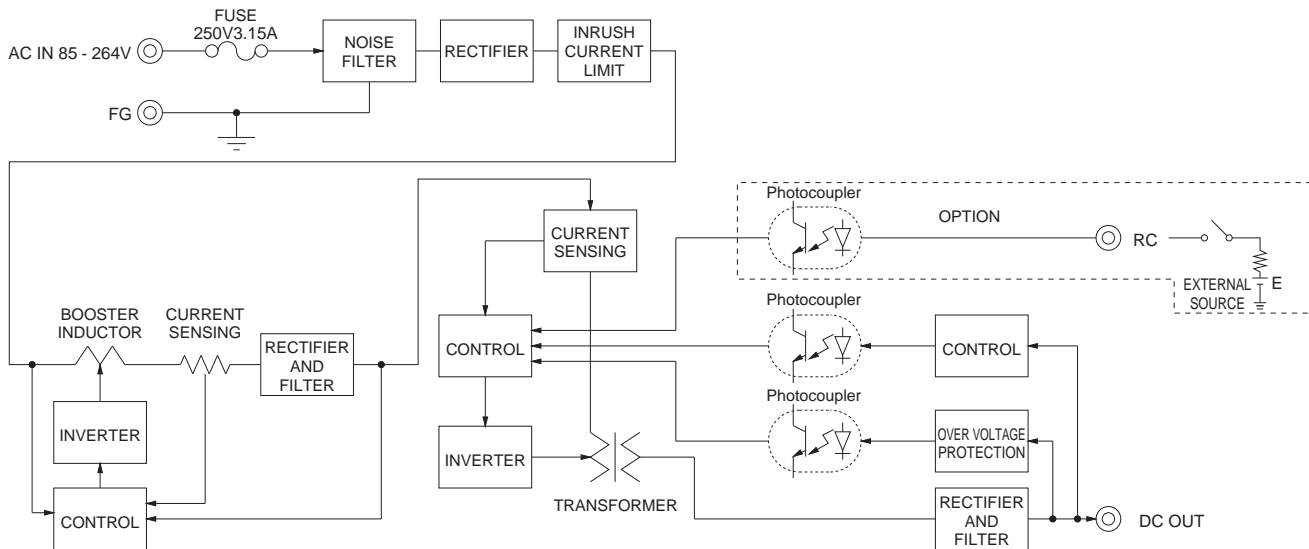 FUSE
250V3.15A
AC IN 85 - 264V
NOISE
FILTER
RECTIFIER
INRUSH
CURRENT
LIMIT
FG
Photocoupler
OPTION
RC
E
EXTERNAL
SOURCE
CURRENT
SENSING
BOOSTER
INDUCTOR
CURRENT
SENSING
RECTIFIER
AND
FILTER
CONTROL
Photocoupler
CONTROL
INVERTER
INVERTER
TRANSFORMER
Photocoupler
OVER VOLTAGE
PROTECTION
CONTROL
RECTIFIER
AND
FILTER
DC OUT